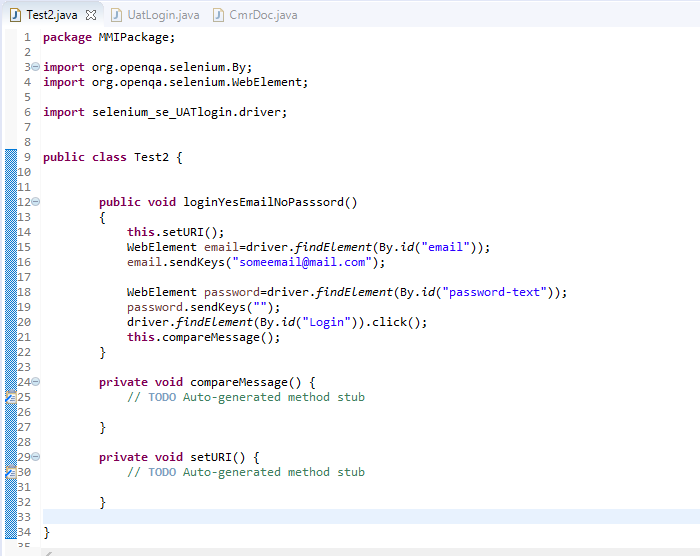 Test2.java UatLogin.java CmrDoc.java
1 package MMIPackage;
2
3 import org.openqa.selenium.By;
4 import org.openqa.selenium.WebElement;
5
6 import selenium_se_UATlogin.driver;
7
8
9 public class Test2 {
10
11
12 public void loginYesEmailNoPasssord()
13 {
14 this.setURI();
15 WebElement email=driver.findElement(By.id("email"));
16 email.sendKeys("someemail@mail.com");
17
18 WebElement password=driver.findElement(By.id("password-text"));
19 password.sendKeys("");
20 driver.findElement(By.id("Login")).click();
21 this.compareMessage();
22 }
23
24 private void compareMessage() {
25 // TODO Auto-generated method stub
26
27 }
28
29 private void setURI() {
30 // TODO Auto-generated method stub
31
32 }
33
34 }
35